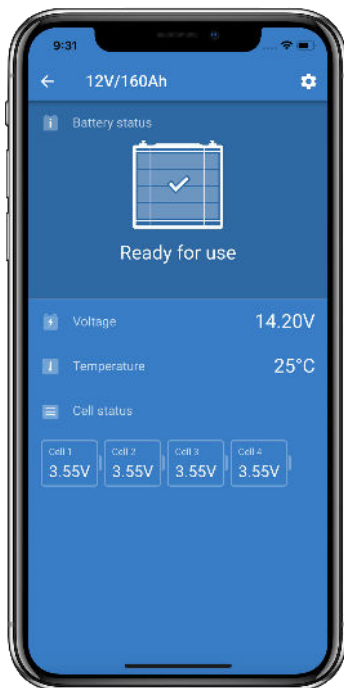 9:31
12V/160Ah
Battery status
Ready for use
Voltage 14.20V
Temperature 25°C
Cell status
Cell 1 Cell 2 Cell 3 Cell 4
3.55V 3.55V 3.55V 3.55V